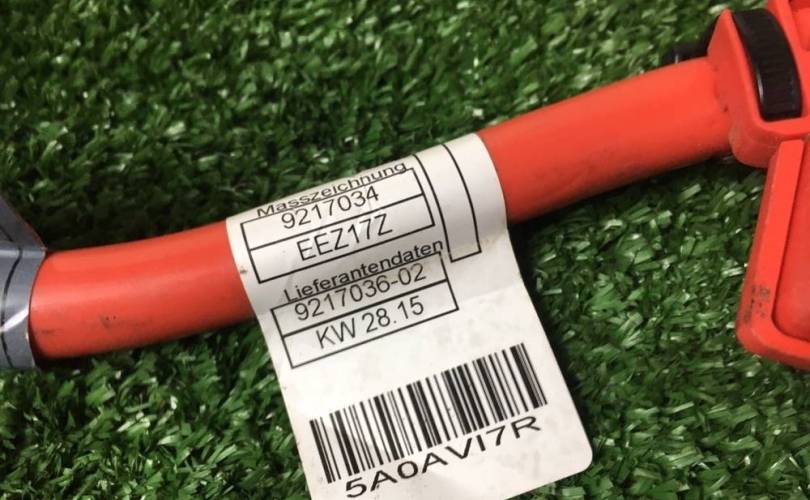 Masszeichnung
9217034
EEZ17Z
Lieferantendaten
9217036-02
KW 28.15
5A0AVI7R